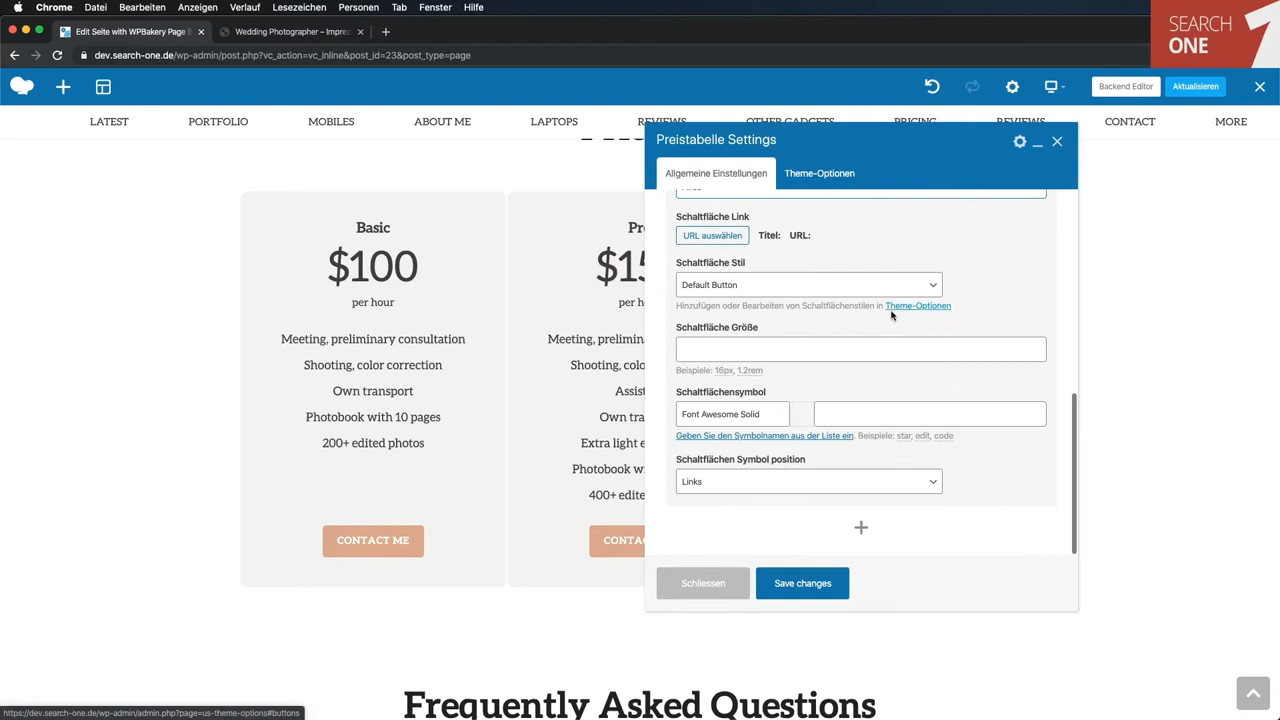 Chrome Datei Bearbeiten Anzeigen Verlauf Lesezeichen Personen Tab Fenster Hilfe
Edit Seite with WPBakery Page B
Wedding Photographer – Impre
dev.search-one.de/wp-admin/post.php?vc_action=vc_inline&post_id=23&post_type=page
SEARCH
ONE
Backend Editor
Aktualisieren
LATEST PORTFOLIO MOBILES ABOUT ME LAPTOPS REVIEWS OTHER GADGETS PRICING REVIEWS CONTACT MORE
Preistabelle Settings
Allgemeine Einstellungen
Theme-Optionen
Schaltfläche Link
URL auswählen Titel: URL:
Schaltfläche Stil
Default Button
Hinzufügen oder Bearbeiten von Schaltflächenstilen in Theme-Optionen
Schaltfläche Größe
Beispiele: 16px, 1.2rem
Schaltflächensymbol
Font Awesome Solid
Geben Sie den Symbolnamen aus der Liste ein. Beispiele: star, edit, code
Schaltflächen Symbol position
Links
Schliessen
Save changes
Basic
$100
per hour
Meeting, preliminary consultation
Shooting, color correction
Own transport
Photobook with 10 pages
200+ edited photos
CONTACT ME
Pr
$15
per h
Meeting, prelimin
Shooting, colo
Assist
Own tra
Extra light e
Photobook wi
400+ edite
CONTA
Frequently Asked Questions
https://dev.search-one.de/wp-admin/admin.php?page=us-theme-options#buttons